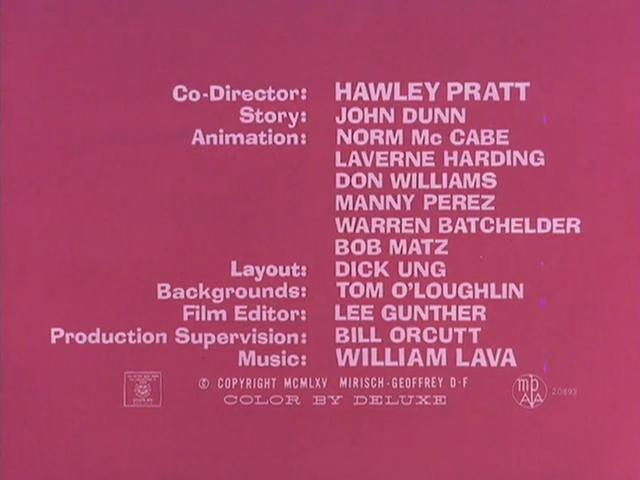 Co-Director: HAWLEY PRATT
Story: JOHN DUNN
Animation: NORM Mc CABE
LAVERNE HARDING
DON WILLIAMS
MANNY PEREZ
WARREN BATCHELDER
BOB MATZ
Layout: DICK UNG
Backgrounds: TOM O'LOUGHLIN
Film Editor: LEE GUNTHER
Production Supervision: BILL ORCUTT
Music: WILLIAM LAVA
© COPYRIGHT MCMLXV MIRISCH-GEOFFREY D-F
COLOR BY DELUXE
MPAA